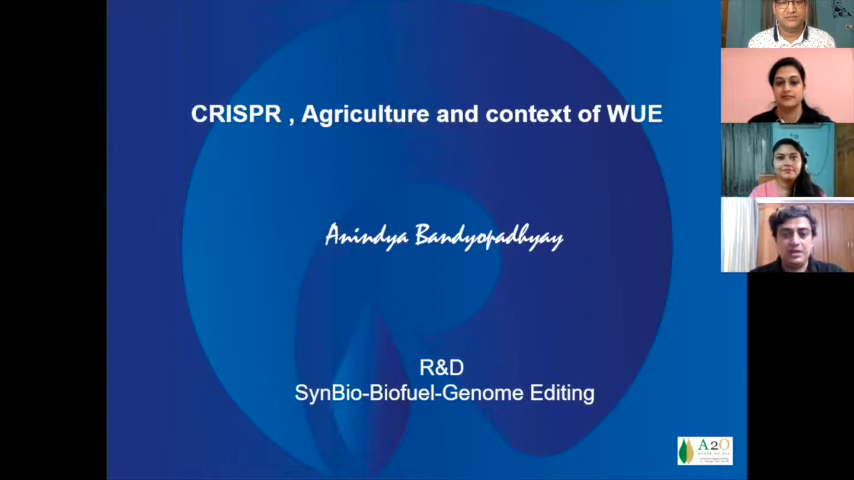 CRISPR , Agriculture and context of WUE
Anindya Bandyopadhyay
R&D
SynBio-Biofuel-Genome Editing
A2O